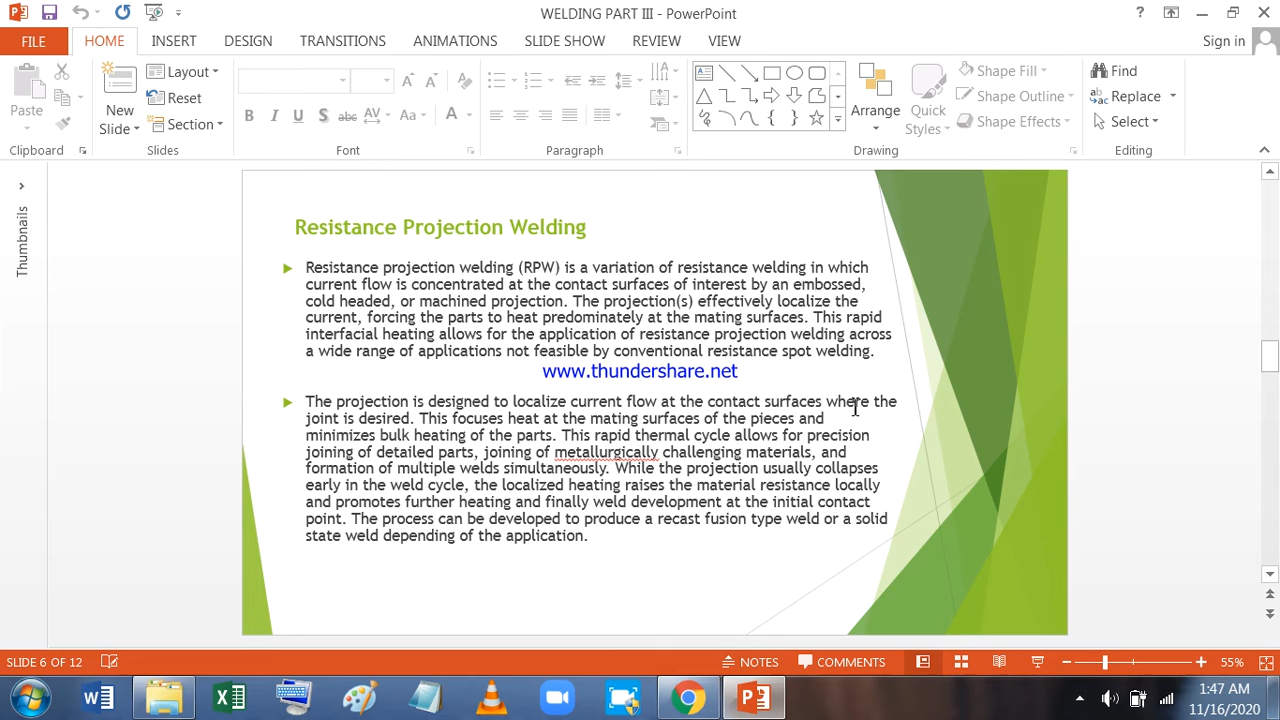 WELDING PART III - PowerPoint
?
FILE
HOME
INSERT
DESIGN
TRANSITIONS
ANIMATIONS
SLIDE SHOW
REVIEW
VIEW
Sign in
Paste
New
Slide
Layout
Reset
Section
B I U S abc AV Aa A
Arrange
Quick
Styles
Shape Fill
Shape Outline
Shape Effects
Find
Replace
Select
Clipboard
Slides
Font
Paragraph
Drawing
Editing
Thumbnails
Resistance Projection Welding
Resistance projection welding (RPW) is a variation of resistance welding in which
current flow is concentrated at the contact surfaces of interest by an embossed,
cold headed, or machined projection. The projection(s) effectively localize the
current, forcing the parts to heat predominately at the mating surfaces. This rapid
interfacial heating allows for the application of resistance projection welding across
a wide range of applications not feasible by conventional resistance spot welding.
www.thundershare.net
The projection is designed to localize current flow at the contact surfaces where the
joint is desired. This focuses heat at the mating surfaces of the pieces and
minimizes bulk heating of the parts. This rapid thermal cycle allows for precision
joining of detailed parts, joining of metallurgically challenging materials, and
formation of multiple welds simultaneously. While the projection usually collapses
early in the weld cycle, the localized heating raises the material resistance locally
and promotes further heating and finally weld development at the initial contact
point. The process can be developed to produce a recast fusion type weld or a solid
state weld depending of the application.
SLIDE 6 OF 12
NOTES
COMMENTS
55%
1:47 AM
11/16/2020